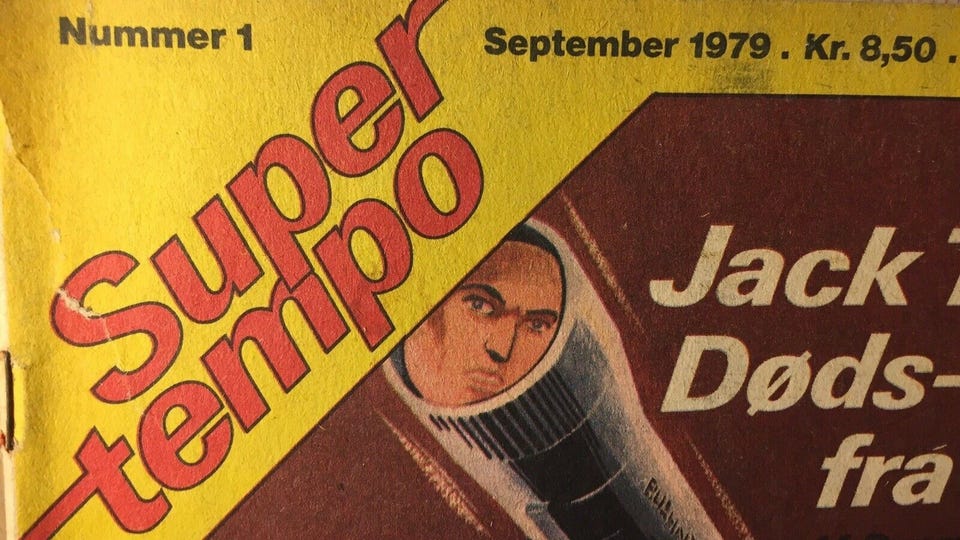 Nummer 1
September 1979. Kr. 8,50.
Super
tempo
Jack
Døds-
fra